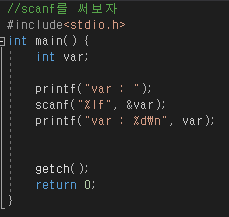 //scanf를 써보자
#include<stdio.h>
int main() {
int var;
printf("var : ");
scanf("%lf", &var);
printf("var : %d₩n", var);
getch();
return 0;
}